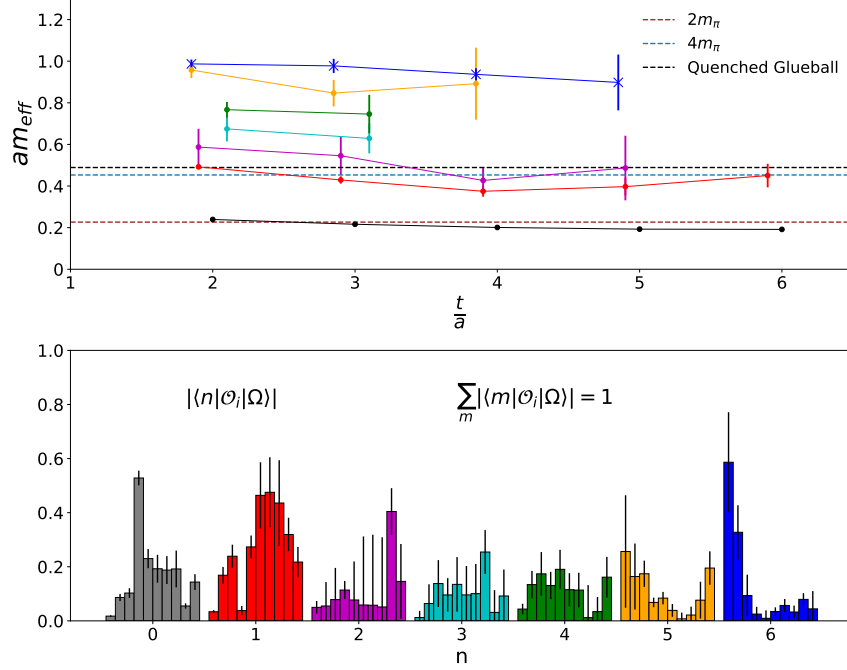 1.2
1.0
0.8
0.6
0.4
0.2
0
am_eff
1 2 3 4 5 6
t/a
2m_π
4m_π
Quenched Glueball
1.0
0.8
0.6
0.4
0.2
0.0
|⟨n|𝒪_i|Ω⟩|
∑_m |⟨m|𝒪_i|Ω⟩| = 1
0 1 2 3 4 5 6
n